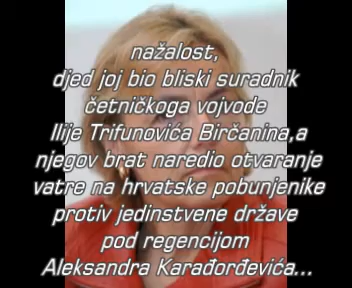 nažalost,
djed joj bio bliski suradnik
četničkoga vojvode
Ilije Trifunovića Birčanina,a
njegov brat naredio otvaranje
vatre na hrvatske pobunjenike
protiv jedinstvene države
pod regencijom
Aleksandra Karađorđevića...